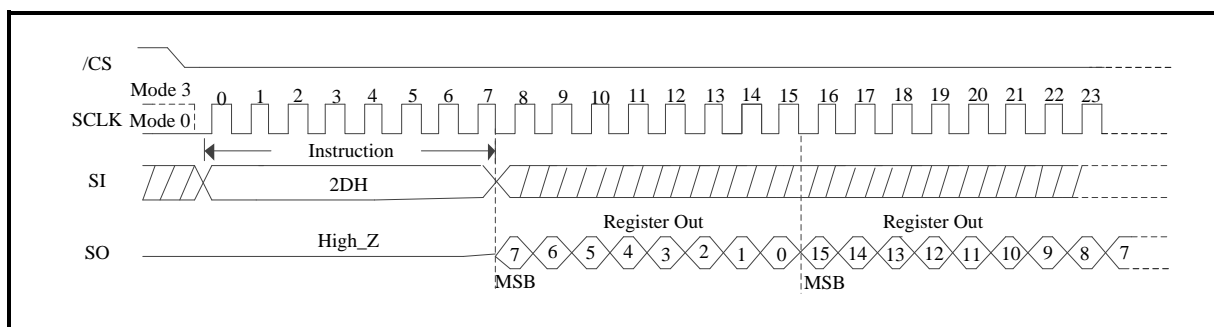 /CS
Mode 3
0 1 2 3 4 5 6 7 8 9 10 11 12 13 14 15 16 17 18 19 20 21 22 23
SCLK Mode 0
Instruction
SI 2DH
Register Out Register Out
SO High_Z 7 6 5 4 3 2 1 0 15 14 13 12 11 10 9 8 7
MSB MSB